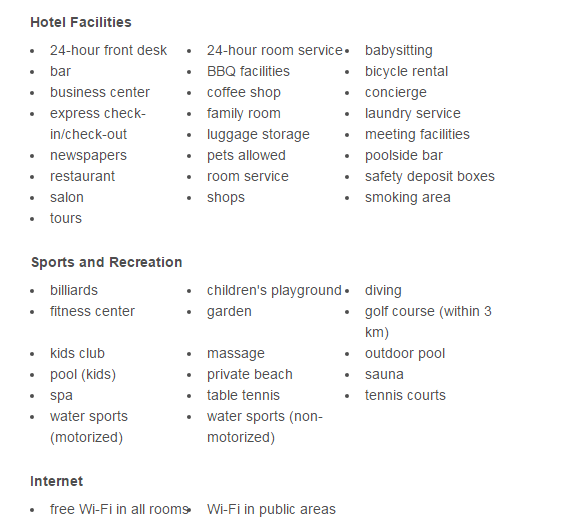 Hotel Facilities
• 24-hour front desk • 24-hour room service • babysitting
• bar • BBQ facilities • bicycle rental
• business center • coffee shop • concierge
• express check- • family room • laundry service
in/check-out • luggage storage • meeting facilities
• newspapers • pets allowed • poolside bar
• restaurant • room service • safety deposit boxes
• salon • shops • smoking area
• tours
Sports and Recreation
• billiards • children's playground • diving
• fitness center • garden • golf course (within 3
km)
• kids club • massage • outdoor pool
• pool (kids) • private beach • sauna
• spa • table tennis • tennis courts
• water sports • water sports (non-
(motorized) motorized)
Internet
• free Wi-Fi in all rooms • Wi-Fi in public areas